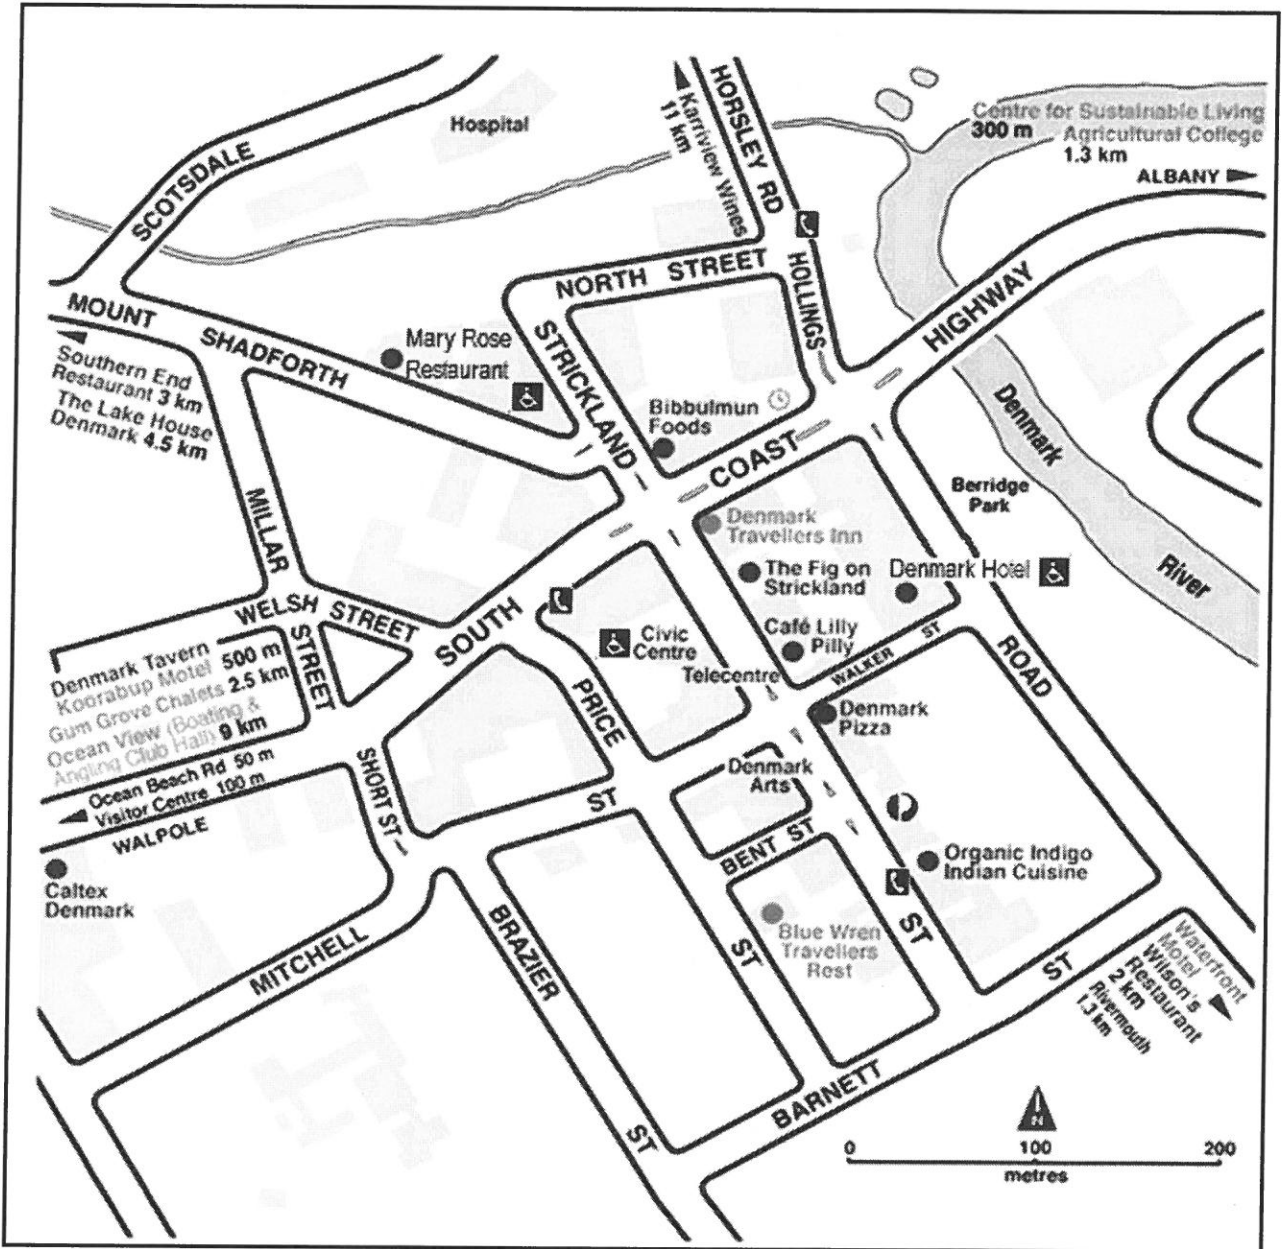 HORSLEY RD
Karriview Wines
11 km
Centre for Sustainable Living
300 m
Agricultural College
1.3 km
ALBANY
Hospital
SCOTSDALE
NORTH STREET
HOLLINGS
HIGHWAY
MOUNT
SHADFORTH
Mary Rose
Restaurant
STRICKLAND
Southern End
Restaurant 3 km
The Lake House
Denmark 4.5 km
Bibbulmun
Foods
COAST
Denmark
River
Berridge
Park
MILLAR
Denmark
Travellers Inn
The Fig on
Strickland
Denmark Hotel
WELSH STREET
STREET
SOUTH
Civic
Centre
Café Lilly
Pilly
Telecentre
WALKER ST
ROAD
Denmark Tavern
Koorabup Motel 500 m
Gum Grove Chalets 2.5 km
Ocean View (Boating &
Angling Club Hall) 9 km
Ocean Beach Rd 50 m
Visitor Centre 100 m
WALPOLE
PRICE
SHORT ST
Denmark
Pizza
Denmark
Arts
ST
BENT ST
Organic Indigo
Indian Cuisine
Caltex
Denmark
MITCHELL
BRAZIER
ST
ST
Blue Wren
Travellers
Rest
ST
Waterfront
Motel
Wilson's
Restaurant
2 km
Rivermouth
1.3 km
BARNETT
ST
N
0 100 200
metres